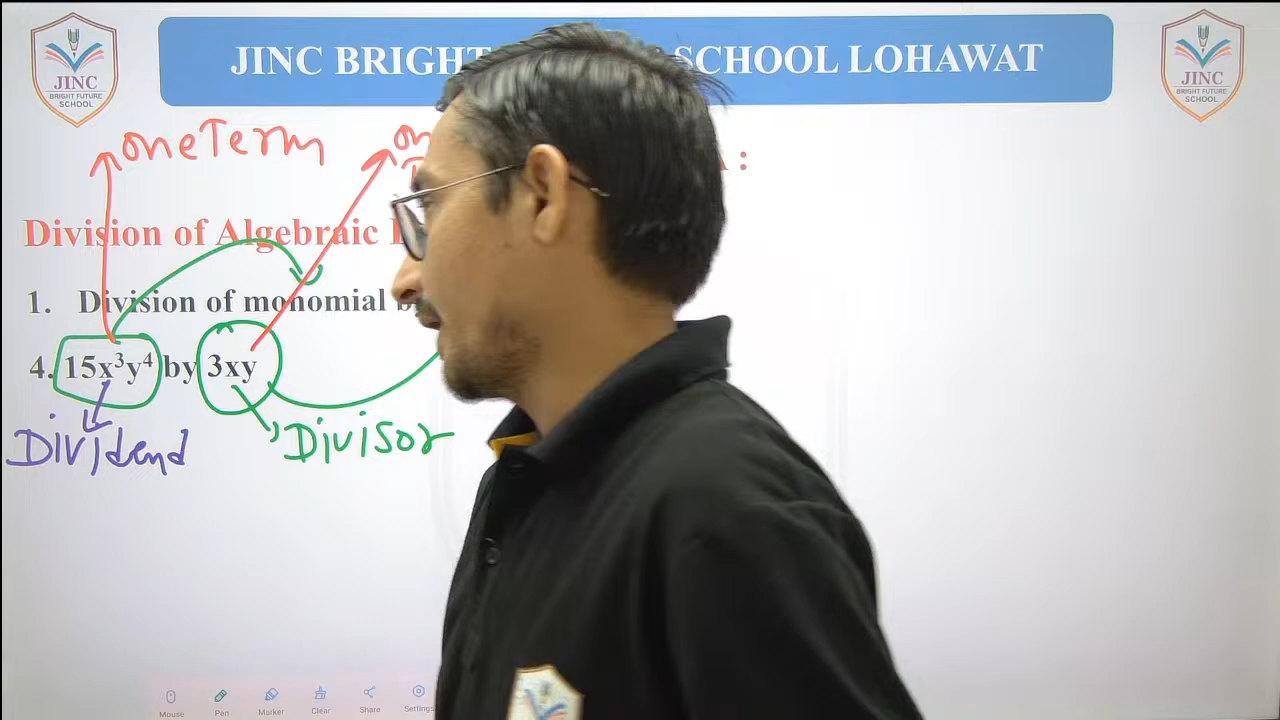 JINC BRIGHT SCHOOL LOHAWAT
JINC
BRIGHT FUTURE
SCHOOL
JINC
BRIGHT FUTURE
SCHOOL
oneTerm
:
Division of Algebraic
1. Division of monomial
4. 15x³y⁴ by 3xy
Dividend
Divisor
Mouse
Pen
Marker
Clear
Share
Settings